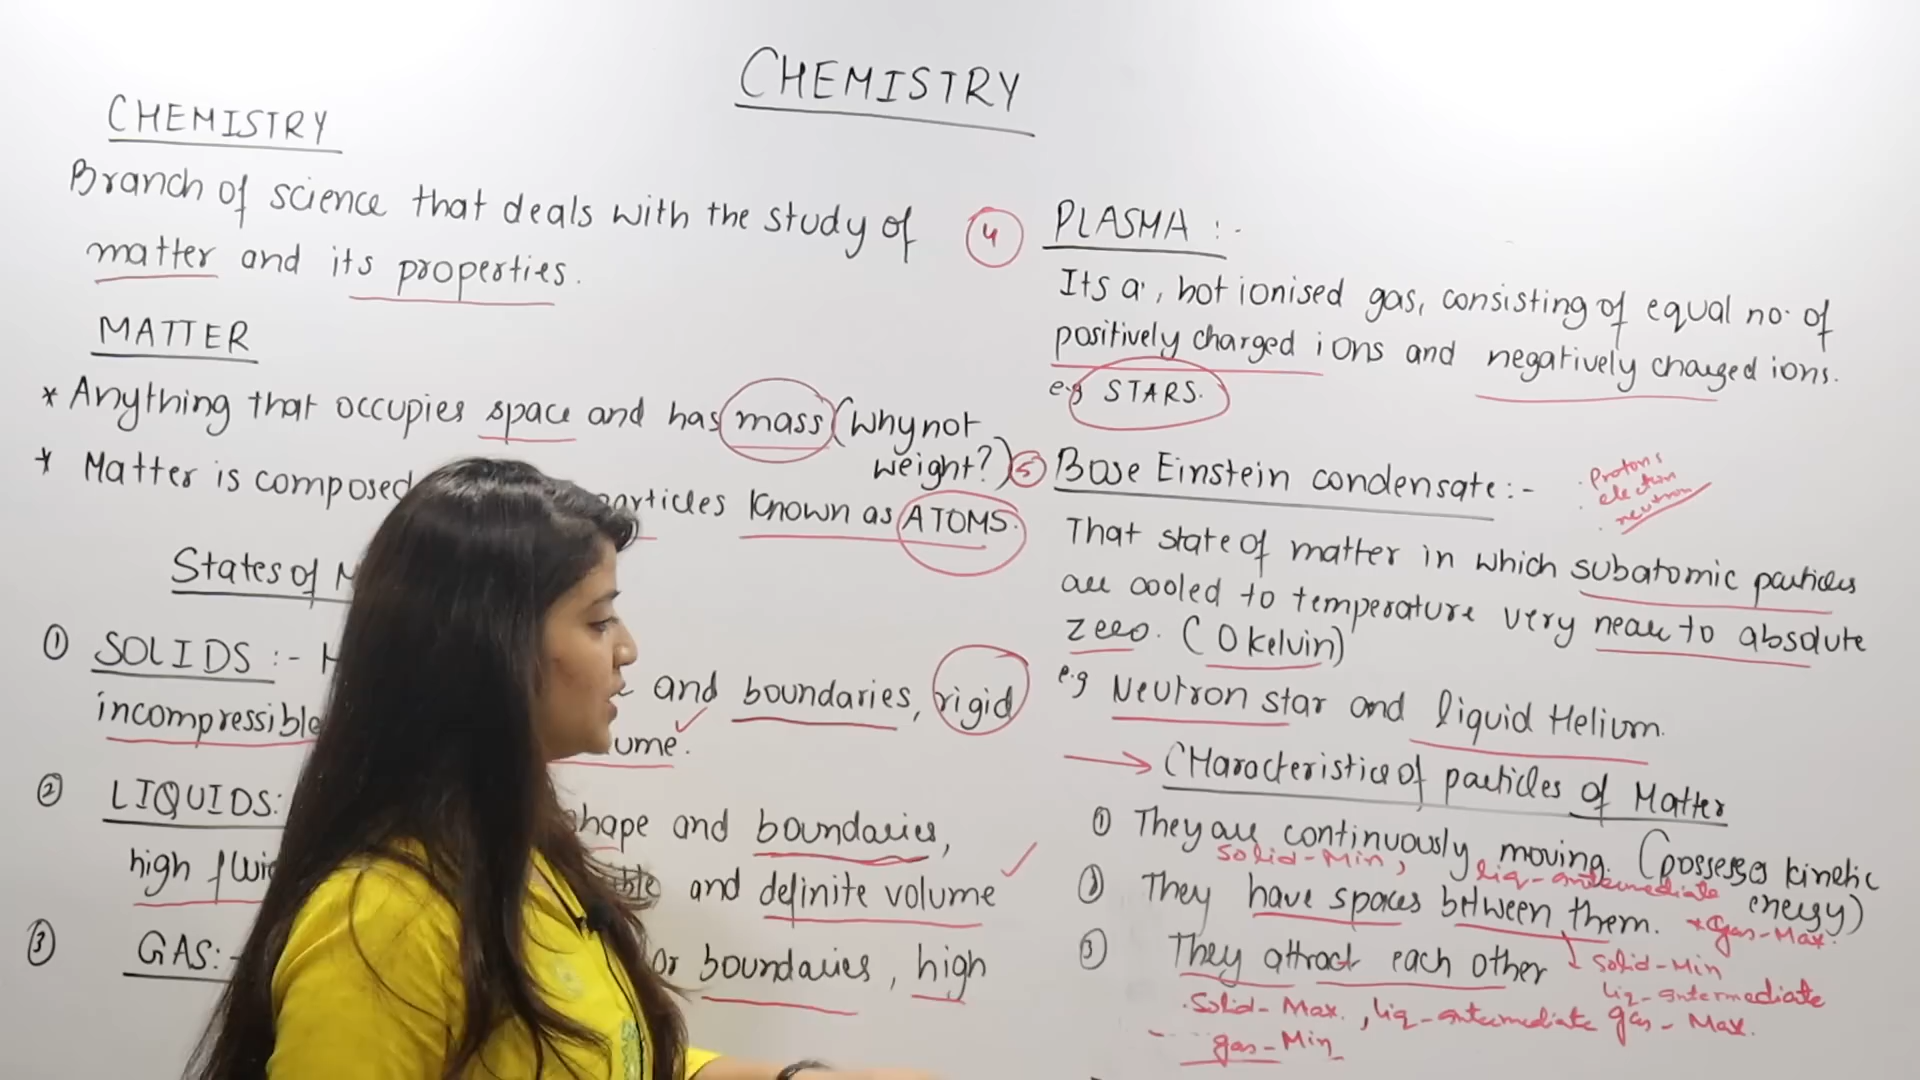 CHEMISTRY
CHEMISTRY
Branch of science that deals with the study of
matter and its properties.
MATTER
* Anything that occupies space and has mass (why not
weight?)
* Matter is composed articles known as ATOMS.
States of M
① SOLIDS :- H and boundaries, rigid
incompressible ume.
② LIQUIDS: shape and boundaries,
high flui and definite volume
③ GAS:- or boundaries, high
4 PLASMA :-
Its a, hot ionised gas, consisting of equal no. of
positively charged ions and negatively charged ions.
e.g STARS.
5 Bose Einstein condensate :-
· Protons
· electron
· neutron
That state of matter in which subatomic particles
are cooled to temperature very near to absolute
zero. (0 kelvin)
e.g Neutron star and liquid Helium.
→ CHaracteristics of particles of Matter
① They are continuously moving. (possesses kinetic
energy)
solid-Min, liq-intermediate
* Gas-Max.
② They have spaces between them.
↓ solid-Min
liq-intermediate
gas-Max.
③ They attract each other
.solid-Max., liq-intermediate
gas-Min